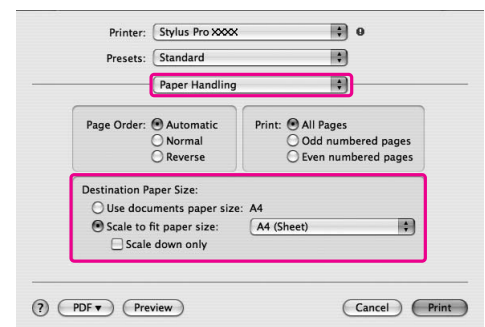 Printer: Stylus Pro XXXX
Presets: Standard
Paper Handling
Page Order: Automatic Print: All Pages
Normal Odd numbered pages
Reverse Even numbered pages
Destination Paper Size:
Use documents paper size: A4
Scale to fit paper size: A4 (Sheet)
Scale down only
? PDF▼ Preview Cancel Print